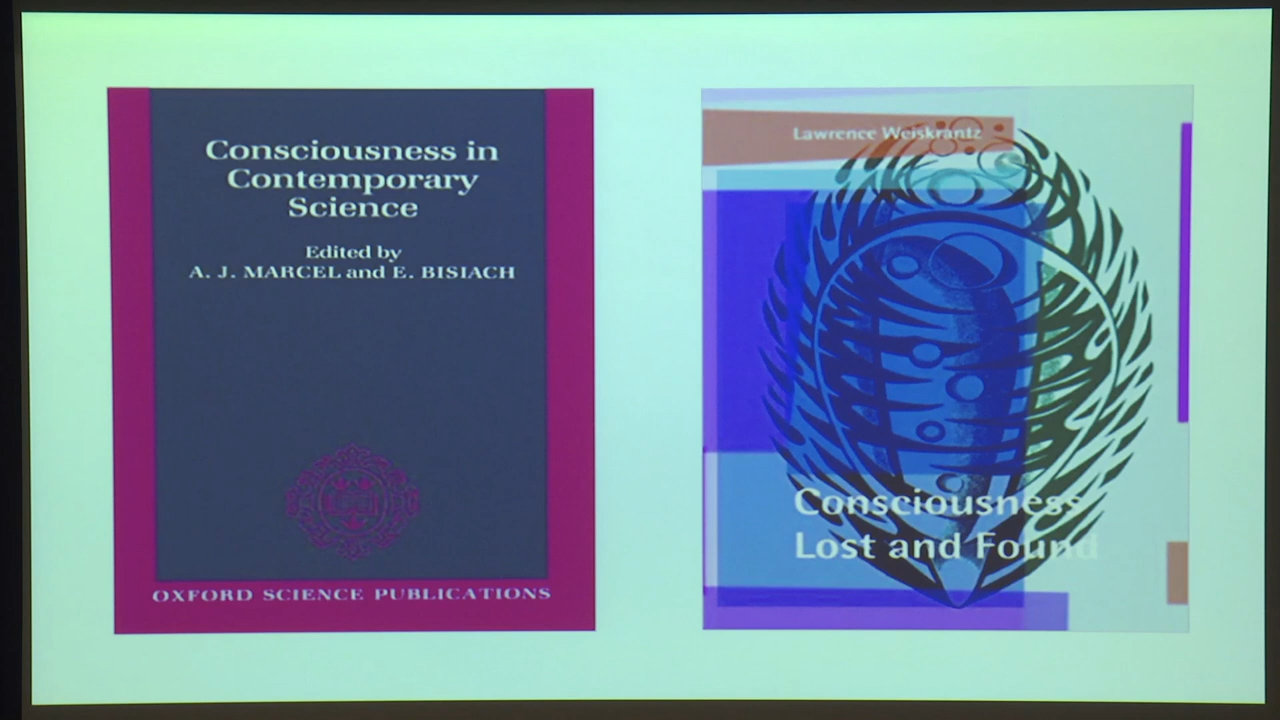 Consciousness in
Contemporary
Science
Edited by
A. J. MARCEL and E. BISIACH
OXFORD SCIENCE PUBLICATIONS
Lawrence Weiskrantz
Consciousness
Lost and Found